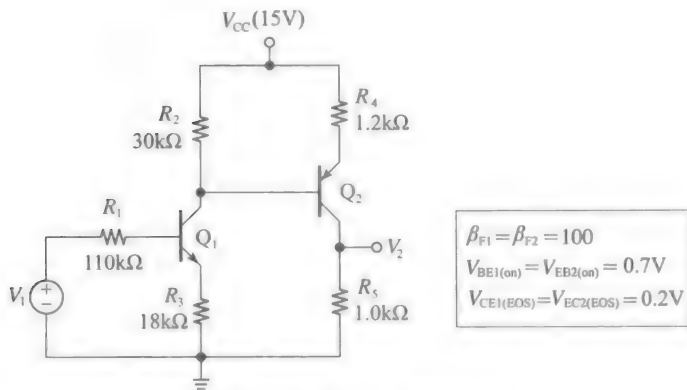 V_CC(15V)
R_2
30kΩ
R_4
1.2kΩ
Q_2
R_1
110kΩ
Q_1
V_2
V_1
R_3
18kΩ
R_5
1.0kΩ
β_F1=β_F2=100
V_BE1(on)=V_EB2(on)=0.7V
V_CE1(EOS)=V_EC2(EOS)=0.2V